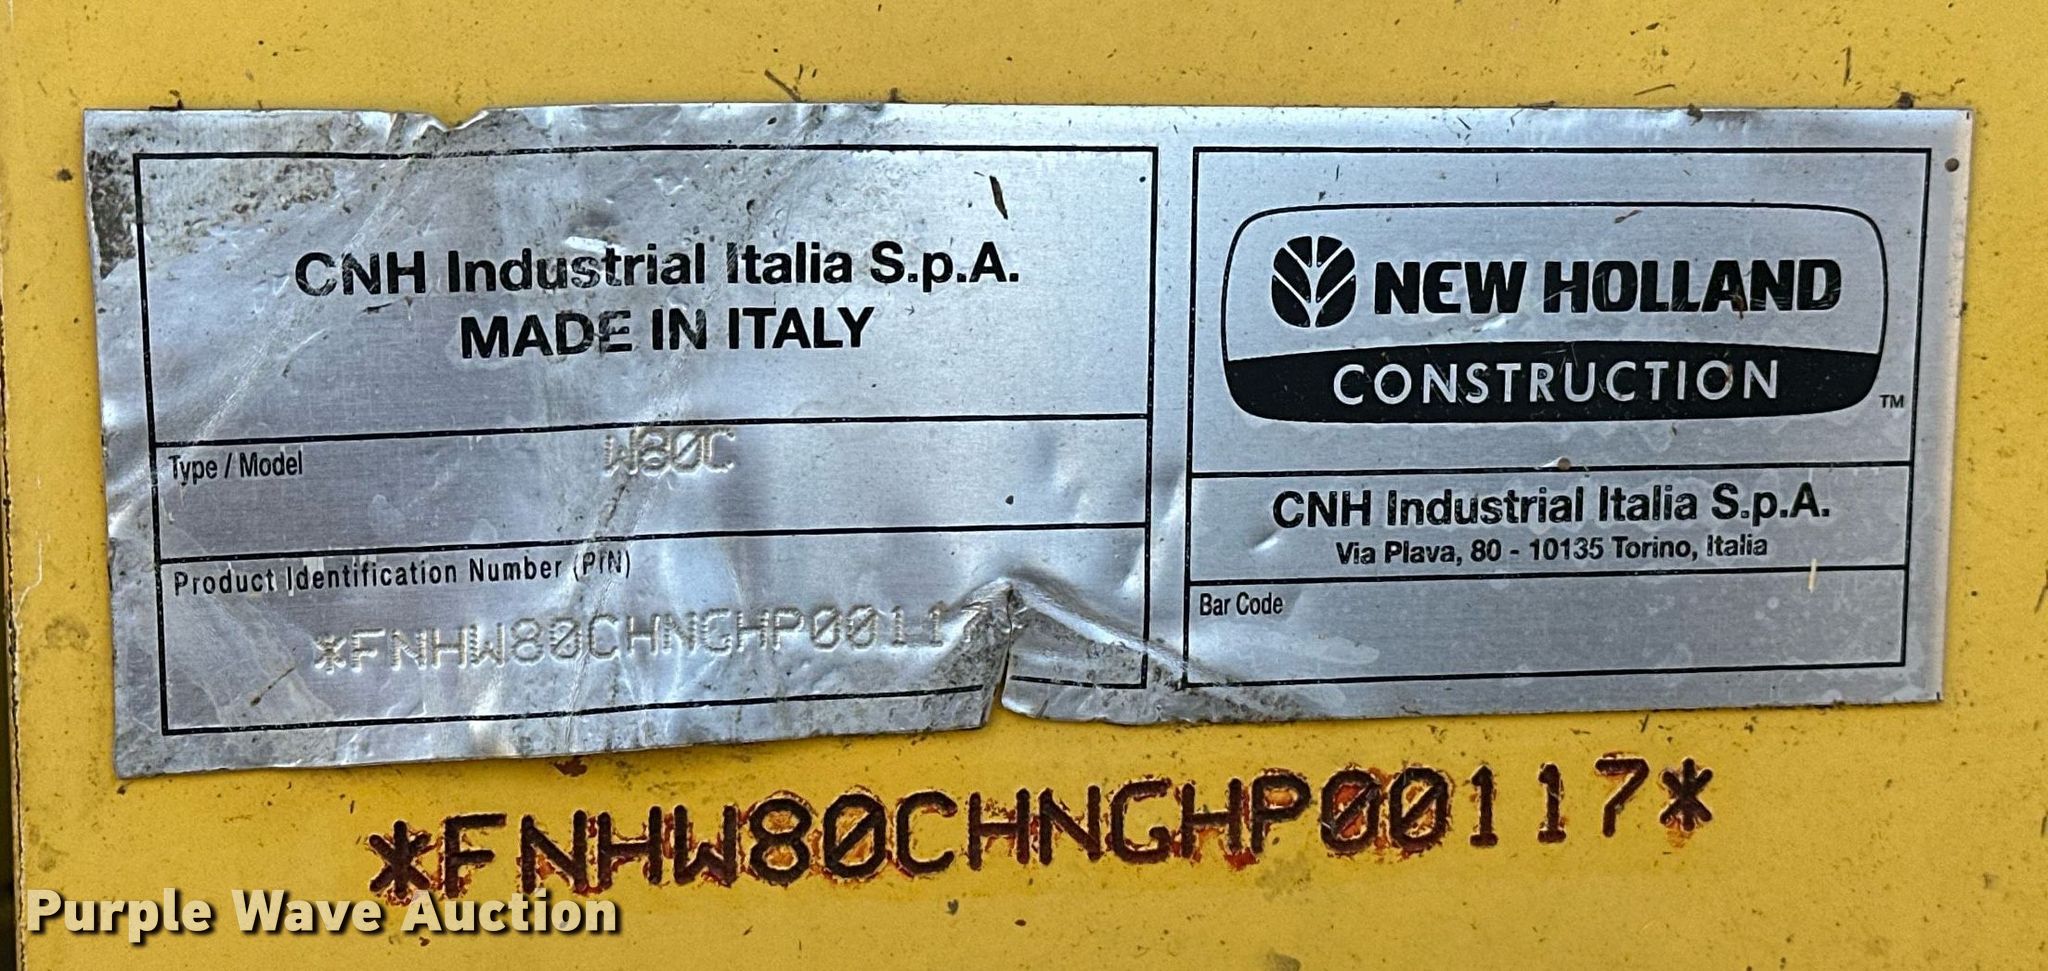 CNH Industrial Italia S.p.A.
MADE IN ITALY
Type / Model W80C
Product Identification Number (PIN)
*FNHW80CHNGHP00117*
NEW HOLLAND
CONSTRUCTION
TM
CNH Industrial Italia S.p.A.
Via Plava, 80 - 10135 Torino, Italia
Bar Code
*FNHW80CHNGHP00117*
Purple Wave Auction